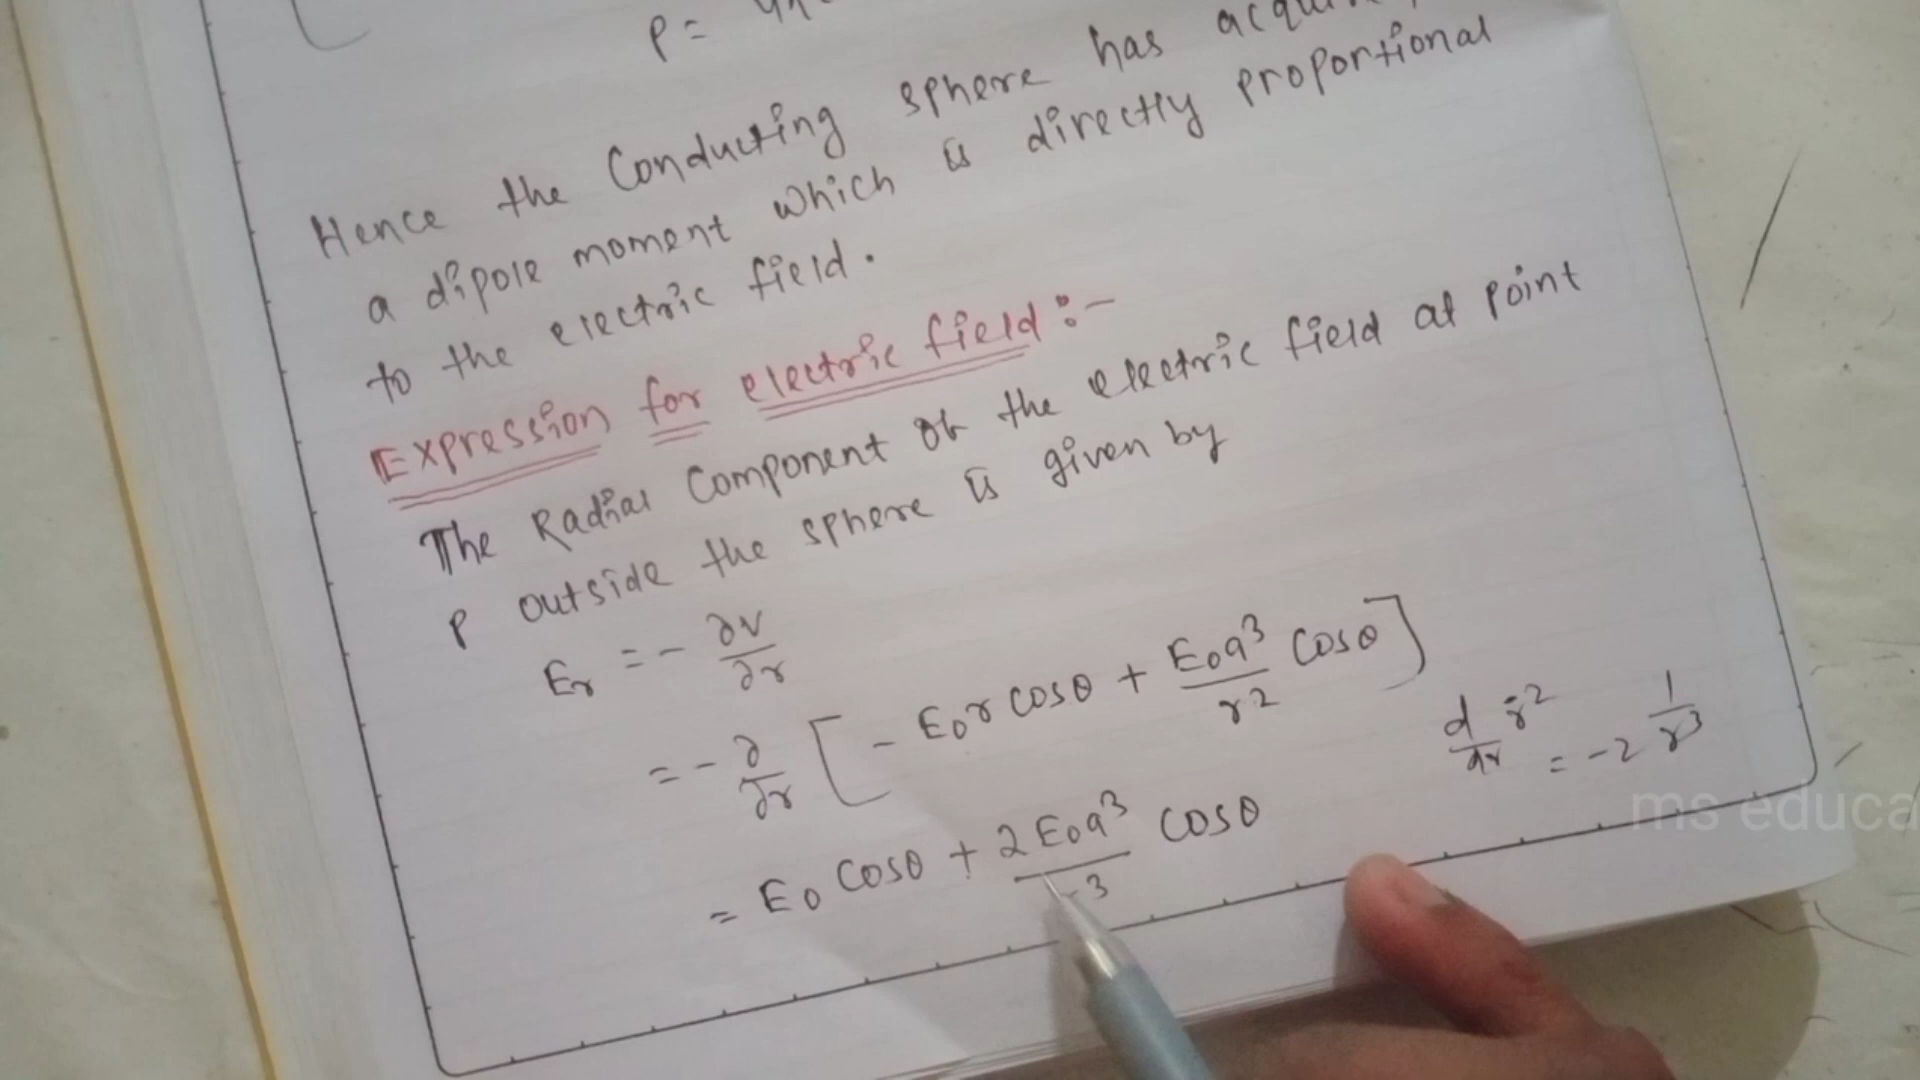 P =
Hence the Conducting sphere has
a dipole moment which is directly proportional
to the electric field.
Expression for electric field :-
The Radial Component of the electric field at point
P outside the sphere is given by
Er = - ∂V/∂r
= - ∂/∂r [ - E₀r cosθ + E₀a³/r² cosθ ]
d/dr r⁻² = -2 1/r³
= E₀ cosθ + 2E₀a³/r³ cosθ
ms educa